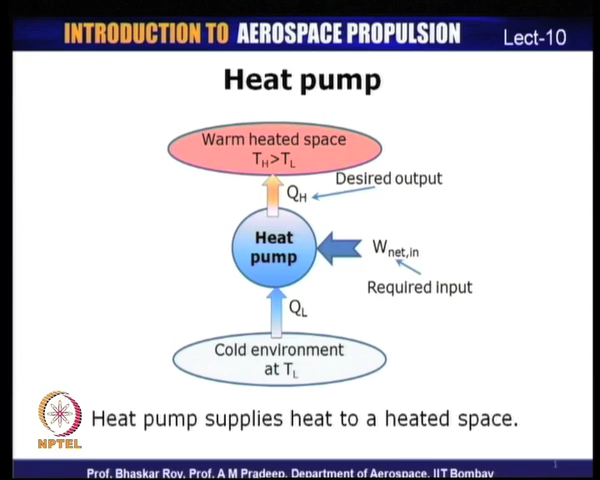 INTRODUCTION TO AEROSPACE PROPULSION
Lect-10
Heat pump
Warm heated space
T_H>T_L
Desired output
Q_H
Heat
pump
W_net,in
Required input
Q_L
Cold environment
at T_L
NPTEL
Heat pump supplies heat to a heated space.
1
Prof. Bhaskar Roy, Prof. A M Pradeep, Department of Aerospace, IIT Bombay